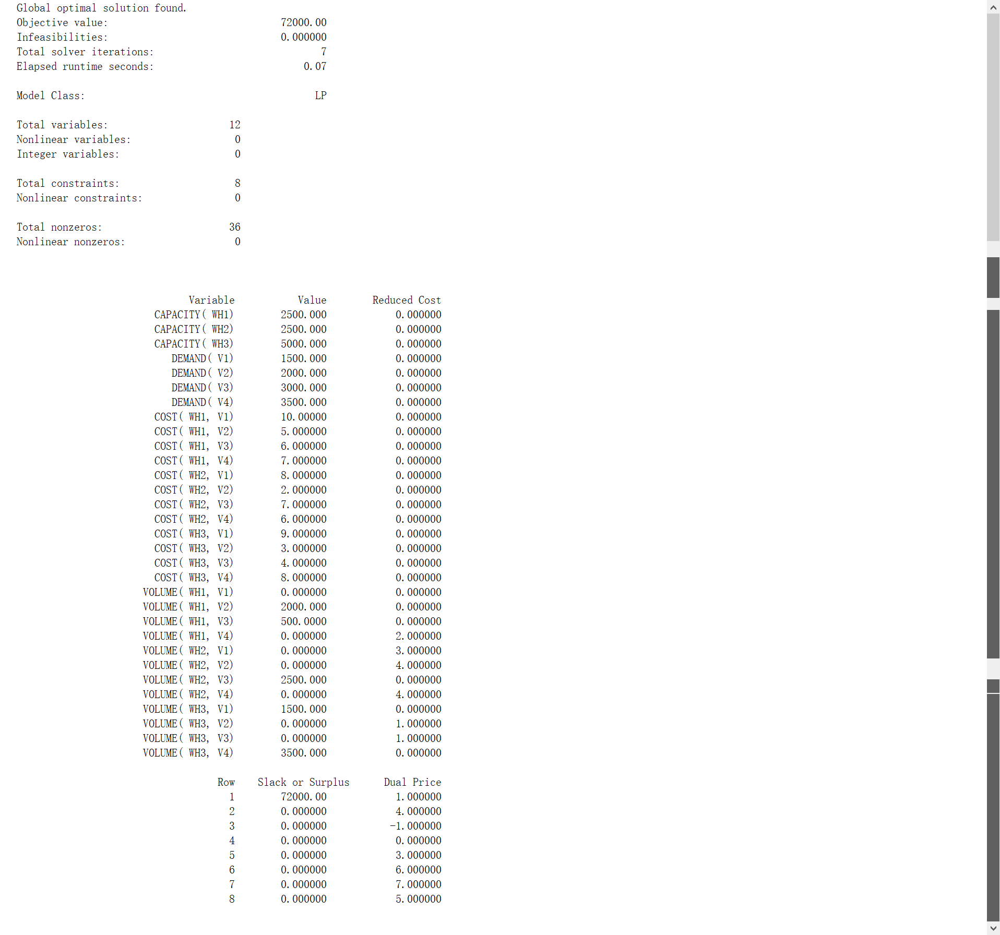 Global optimal solution found.
Objective value: 72000.00
Infeasibilities: 0.000000
Total solver iterations: 7
Elapsed runtime seconds: 0.07
Model Class: LP
Total variables: 12
Nonlinear variables: 0
Integer variables: 0
Total constraints: 8
Nonlinear constraints: 0
Total nonzeros: 36
Nonlinear nonzeros: 0
Variable Value Reduced Cost
CAPACITY( WH1) 2500.000 0.000000
CAPACITY( WH2) 2500.000 0.000000
CAPACITY( WH3) 5000.000 0.000000
DEMAND( V1) 1500.000 0.000000
DEMAND( V2) 2000.000 0.000000
DEMAND( V3) 3000.000 0.000000
DEMAND( V4) 3500.000 0.000000
COST( WH1, V1) 10.00000 0.000000
COST( WH1, V2) 5.000000 0.000000
COST( WH1, V3) 6.000000 0.000000
COST( WH1, V4) 7.000000 0.000000
COST( WH2, V1) 8.000000 0.000000
COST( WH2, V2) 2.000000 0.000000
COST( WH2, V3) 7.000000 0.000000
COST( WH2, V4) 6.000000 0.000000
COST( WH3, V1) 9.000000 0.000000
COST( WH3, V2) 3.000000 0.000000
COST( WH3, V3) 4.000000 0.000000
COST( WH3, V4) 8.000000 0.000000
VOLUME( WH1, V1) 0.000000 0.000000
VOLUME( WH1, V2) 2000.000 0.000000
VOLUME( WH1, V3) 500.0000 0.000000
VOLUME( WH1, V4) 0.000000 2.000000
VOLUME( WH2, V1) 0.000000 3.000000
VOLUME( WH2, V2) 0.000000 4.000000
VOLUME( WH2, V3) 2500.000 0.000000
VOLUME( WH2, V4) 0.000000 4.000000
VOLUME( WH3, V1) 1500.000 0.000000
VOLUME( WH3, V2) 0.000000 1.000000
VOLUME( WH3, V3) 0.000000 1.000000
VOLUME( WH3, V4) 3500.000 0.000000
Row Slack or Surplus Dual Price
1 72000.00 1.000000
2 0.000000 4.000000
3 0.000000 -1.000000
4 0.000000 0.000000
5 0.000000 3.000000
6 0.000000 6.000000
7 0.000000 7.000000
8 0.000000 5.000000